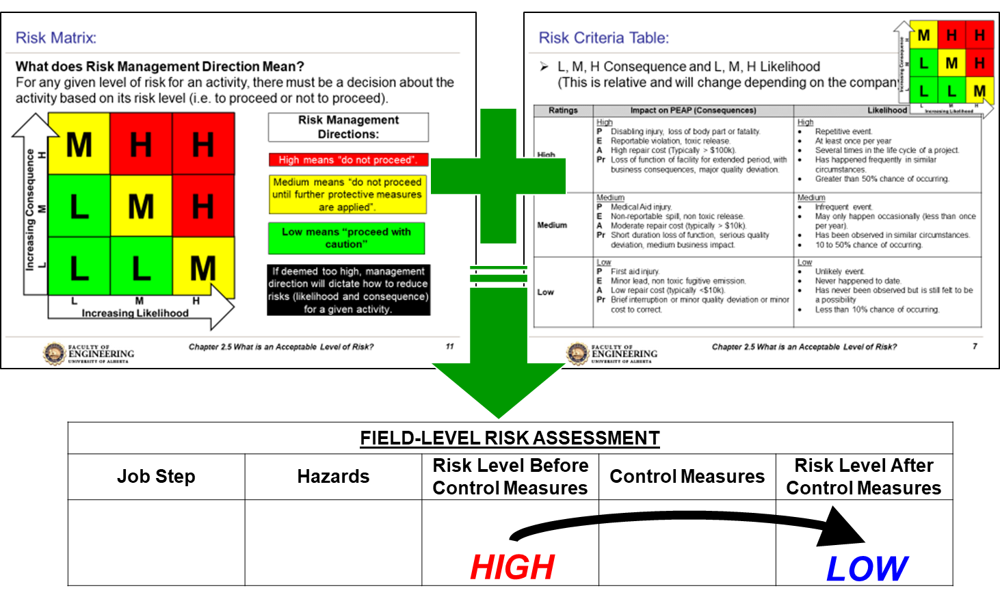 Risk Matrix:
What does Risk Management Direction Mean?
For any given level of risk for an activity, there must be a decision about the
activity based on its risk level (i.e. to proceed or not to proceed).
Increasing Consequence
H
M
L
M H H
L M H
L L M
L M H
Increasing Likelihood
Risk Management
Directions:
High means “do not proceed”.
Medium means “do not proceed
until further protective measures
are applied”.
Low means “proceed with
caution”
If deemed too high, management
direction will dictate how to reduce
risks (likelihood and consequence)
for a given activity.
FACULTY OF
ENGINEERING
UNIVERSITY OF ALBERTA
Chapter 2.5 What is an Acceptable Level of Risk?
11
Risk Criteria Table:
➢ L, M, H Consequence and L, M, H Likelihood
(This is relative and will change depending on the company
Increasing Consequence
H
M
L
M H H
L M H
L L M
L M H
Increasing Likelihood
Ratings
Impact on PEAP (Consequences)
Likelihood
High
High
P Disabling injury, loss of body part or fatality.
E Reportable violation, toxic release.
A High repair cost (Typically > $100k).
Pr Loss of function of facility for extended period, with
business consequences, major quality deviation.
High
• Repetitive event.
• At least once per year
• Several times in the life cycle of a project.
• Has happened frequently in similar
circumstances.
• Greater than 50% chance of occurring.
Medium
Medium
P Medical Aid injury.
E Non-reportable spill, non toxic release.
A Moderate repair cost (typically > $10k).
Pr Short duration loss of function, serious quality
deviation, medium business impact.
Medium
• Infrequent event.
• May only happen occasionally (less than once
per year).
• Has been observed in similar circumstances.
• 10 to 50% chance of occurring.
Low
Low
P First aid injury.
E Minor lead, non toxic fugitive emission.
A Low repair cost (typically <$10k).
Pr Brief interruption or minor quality deviation or minor
cost to correct.
Low
• Unlikely event.
• Never happened to date.
• Has never been observed but is still felt to be
a possibility
• Less than 10% chance of occurring.
FACULTY OF
ENGINEERING
UNIVERSITY OF ALBERTA
Chapter 2.5 What is an Acceptable Level of Risk?
7
FIELD-LEVEL RISK ASSESSMENT
Job Step
Hazards
Risk Level Before
Control Measures
Control Measures
Risk Level After
Control Measures
HIGH
LOW